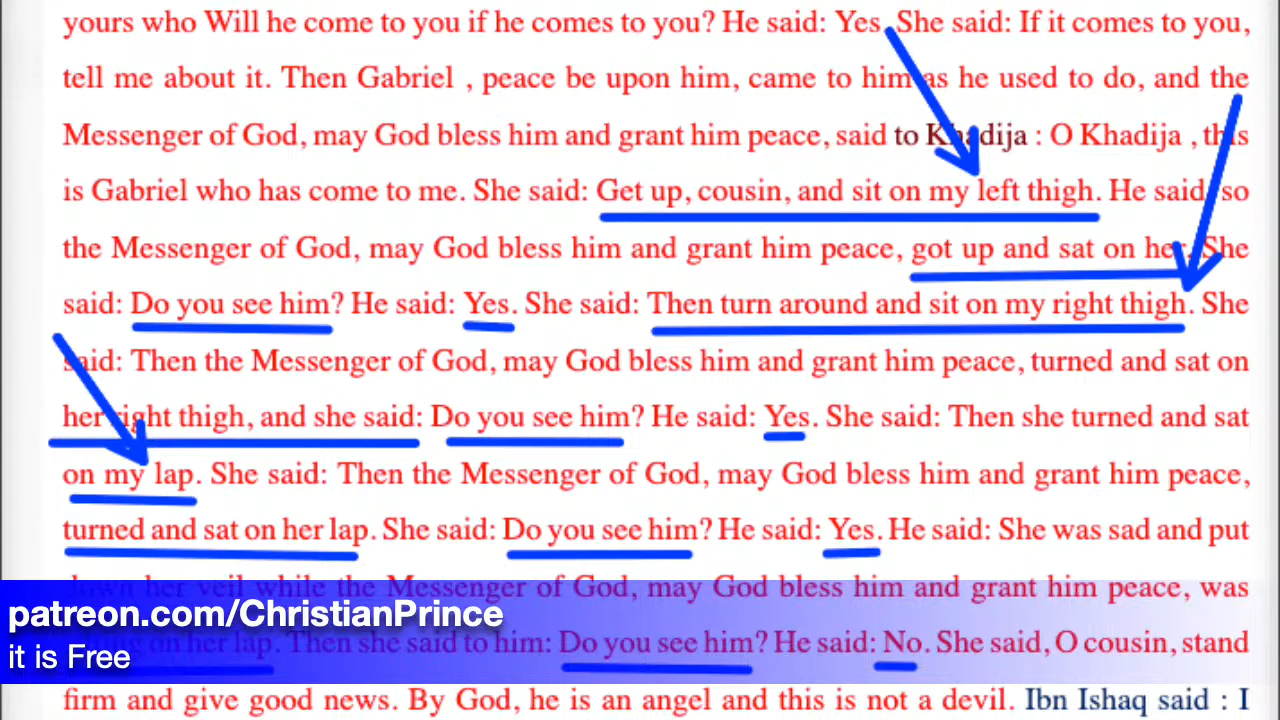 yours who Will he come to you if he comes to you? He said: Yes. She said: If it comes to you,
tell me about it. Then Gabriel , peace be upon him, came to him as he used to do, and the
Messenger of God, may God bless him and grant him peace, said to Khadija : O Khadija , this
is Gabriel who has come to me. She said: Get up, cousin, and sit on my left thigh. He said, so
the Messenger of God, may God bless him and grant him peace, got up and sat on her. She
said: Do you see him? He said: Yes. She said: Then turn around and sit on my right thigh. She
said: Then the Messenger of God, may God bless him and grant him peace, turned and sat on
her right thigh, and she said: Do you see him? He said: Yes. She said: Then she turned and sat
on my lap. She said: Then the Messenger of God, may God bless him and grant him peace,
turned and sat on her lap. She said: Do you see him? He said: Yes. He said: She was sad and put
down her veil while the Messenger of God, may God bless him and grant him peace, was
patreon.com/ChristianPrince
on her lap. Then she said to him: Do you see him? He said: No. She said, O cousin, stand
it is Free
firm and give good news. By God, he is an angel and this is not a devil. Ibn Ishaq said : I